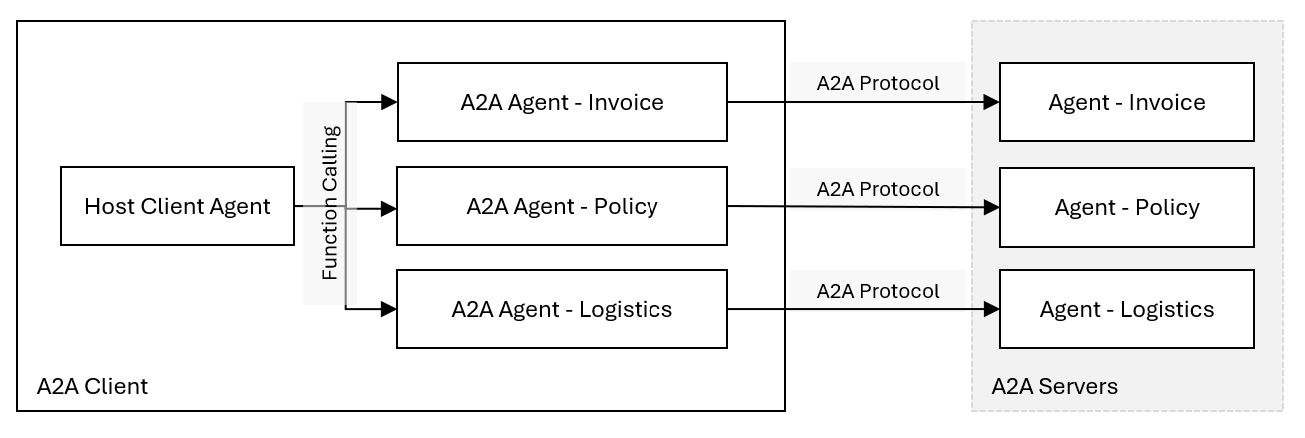 A2A Protocol
A2A Agent - Invoice
Agent - Invoice
Function Calling
A2A Protocol
Host Client Agent
A2A Agent - Policy
Agent - Policy
A2A Protocol
A2A Agent - Logistics
Agent - Logistics
A2A Client
A2A Servers